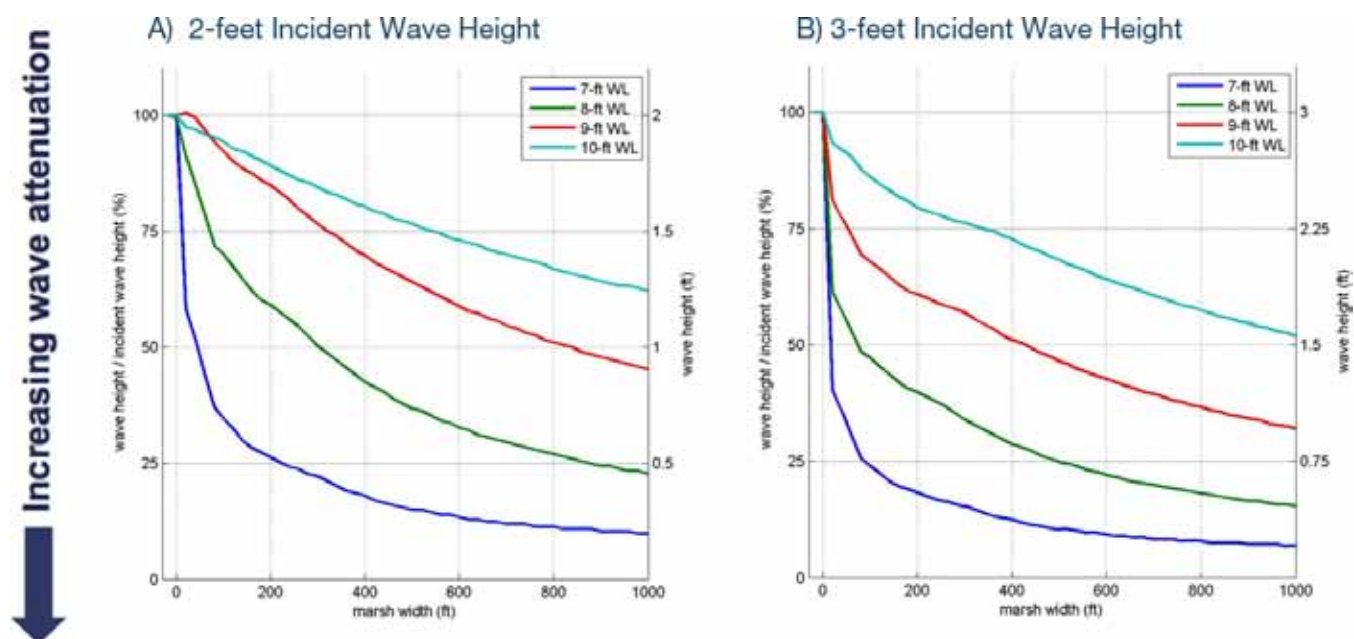 Increasing wave attenuation
A) 2-feet Incident Wave Height
7-ft WL
8-ft WL
9-ft WL
10-ft WL
wave height / incident wave height (%)
100
75
50
25
0
2
1.5
1
0.5
0
wave height (ft)
0 200 400 600 800 1000
marsh width (ft)
B) 3-feet Incident Wave Height
7-ft WL
8-ft WL
9-ft WL
10-ft WL
wave height / incident wave height (%)
100
75
50
25
0
3
2.25
1.5
0.75
0
wave height (ft)
0 200 400 600 800 1000
marsh width (ft)